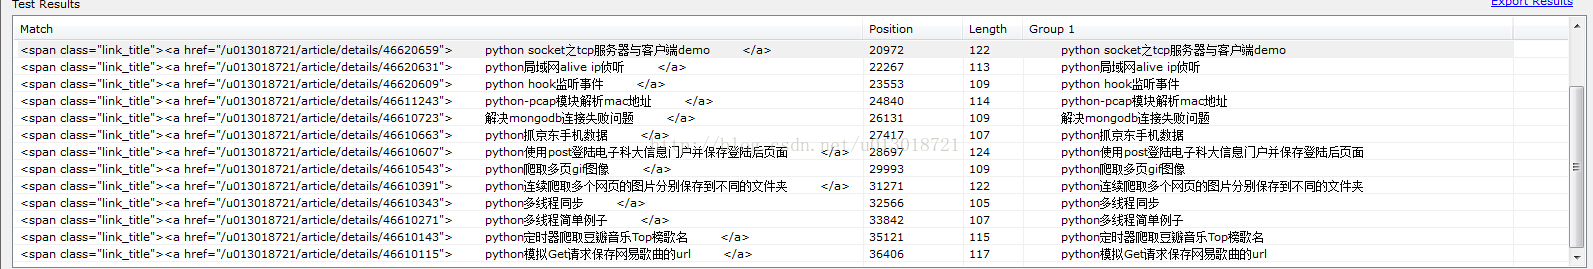 Test Results
Export Results
Match Position Length Group 1
<span class="link_title"><a href="/u013018721/article/details/46620659"> python socket之tcp服务器与客户端demo </a> 20972 122 python socket之tcp服务器与客户端demo
<span class="link_title"><a href="/u013018721/article/details/46620631"> python局域网alive ip侦听 </a> 22267 113 python局域网alive ip侦听
<span class="link_title"><a href="/u013018721/article/details/46620609"> python hook监听事件 </a> 23553 109 python hook监听事件
<span class="link_title"><a href="/u013018721/article/details/46611243"> python-pcap模块解析mac地址 </a> 24840 114 python-pcap模块解析mac地址
<span class="link_title"><a href="/u013018721/article/details/46610723"> 解决mongodb连接失败问题 </a> 26131 109 解决mongodb连接失败问题
<span class="link_title"><a href="/u013018721/article/details/46610663"> python抓京东手机数据 </a> 27417 107 python抓京东手机数据
http://blog.csdn.net/u013018721
<span class="link_title"><a href="/u013018721/article/details/46610607"> python使用post登陆电子科大信息门户并保存登陆后页面 </a> 28697 124 python使用post登陆电子科大信息门户并保存登陆后页面
<span class="link_title"><a href="/u013018721/article/details/46610543"> python爬取多页gif图像 </a> 29993 109 python爬取多页gif图像
<span class="link_title"><a href="/u013018721/article/details/46610391"> python连续爬取多个网页的图片分别保存到不同的文件夹 </a> 31271 122 python连续爬取多个网页的图片分别保存到不同的文件夹
<span class="link_title"><a href="/u013018721/article/details/46610343"> python多线程同步 </a> 32566 105 python多线程同步
<span class="link_title"><a href="/u013018721/article/details/46610271"> python多线程简单例子 </a> 33842 107 python多线程简单例子
<span class="link_title"><a href="/u013018721/article/details/46610143"> python定时器爬取豆瓣音乐Top榜歌名 </a> 35121 115 python定时器爬取豆瓣音乐Top榜歌名
<span class="link_title"><a href="/u013018721/article/details/46610115"> python模拟Get请求保存网易歌曲的url </a> 36406 117 python模拟Get请求保存网易歌曲的url